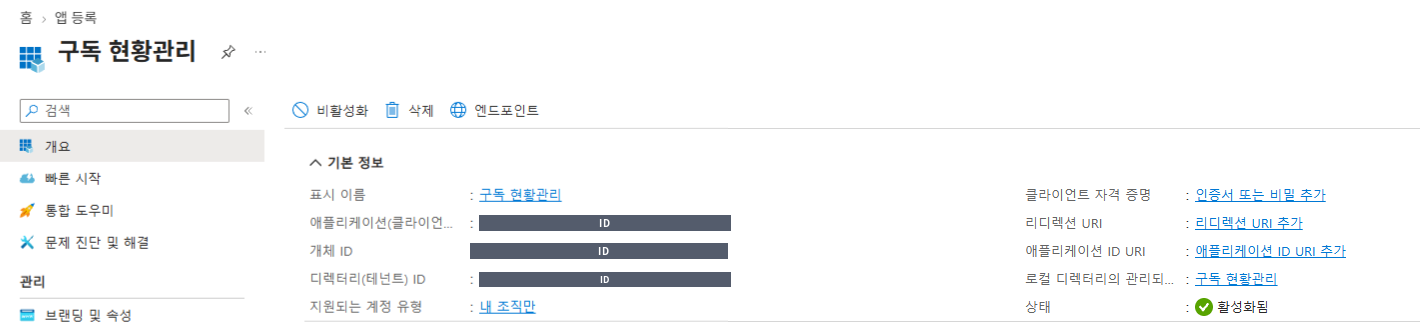 홈 > 앱 등록
구독 현황관리
검색
개요
빠른 시작
통합 도우미
문제 진단 및 해결
관리
브랜딩 및 속성
비활성화 삭제 엔드포인트
기본 정보
표시 이름 : 구독 현황관리
애플리케이션(클라이언... : ID
개체 ID ID
디렉터리(테넌트) ID : ID
지원되는 계정 유형 : 내 조직만
클라이언트 자격 증명 : 인증서 또는 비밀 추가
리디렉션 URI : 리디렉션 URI 추가
애플리케이션 ID URI : 애플리케이션 ID URI 추가
로컬 디렉터리의 관리되... : 구독 현황관리
상태 : 활성화됨